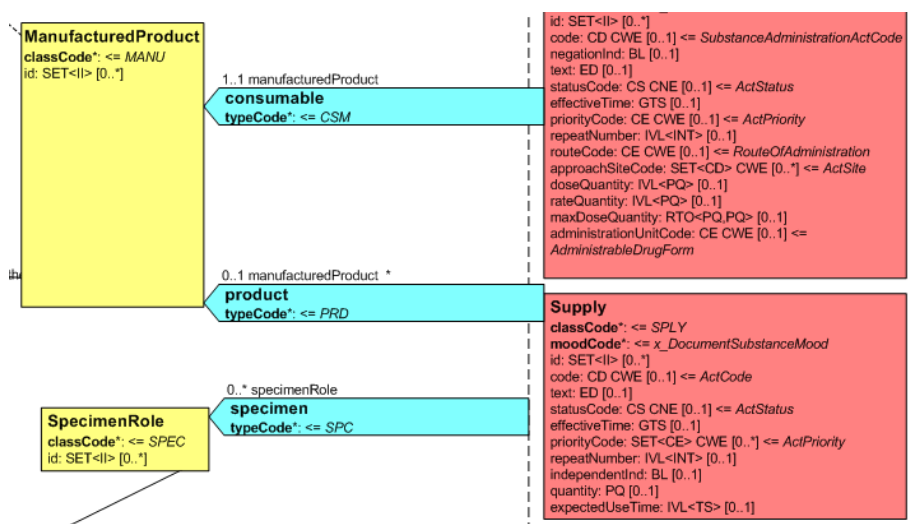 ManufacturedProduct
classCode*: <= MANU
id: SET<II> [0..*]
1..1 manufacturedProduct
consumable
typeCode*: <= CSM
id: SET<II> [0..*]
code: CD CWE [0..1] <= SubstanceAdministrationActCode
negationInd: BL [0..1]
text: ED [0..1]
statusCode: CS CNE [0..1] <= ActStatus
effectiveTime: GTS [0..1]
priorityCode: CE CWE [0..1] <= ActPriority
repeatNumber: IVL<INT> [0..1]
routeCode: CE CWE [0..1] <= RouteOfAdministration
approachSiteCode: SET<CD> CWE [0..*] <= ActSite
doseQuantity: IVL<PQ> [0..1]
rateQuantity: IVL<PQ> [0..1]
maxDoseQuantity: RTO<PQ,PQ> [0..1]
administrationUnitCode: CE CWE [0..1] <=
AdministrableDrugForm
0..1 manufacturedProduct *
product
typeCode*: <= PRD
Supply
classCode*: <= SPLY
moodCode*: <= x_DocumentSubstanceMood
id: SET<II> [0..*]
code: CD CWE [0..1] <= ActCode
text: ED [0..1]
statusCode: CS CNE [0..1] <= ActStatus
effectiveTime: GTS [0..1]
priorityCode: SET<CE> CWE [0..*] <= ActPriority
repeatNumber: IVL<INT> [0..1]
independentInd: BL [0..1]
quantity: PQ [0..1]
expectedUseTime: IVL<TS> [0..1]
0..* specimenRole
specimen
typeCode*: <= SPC
SpecimenRole
classCode*: <= SPEC
id: SET<II> [0..*]